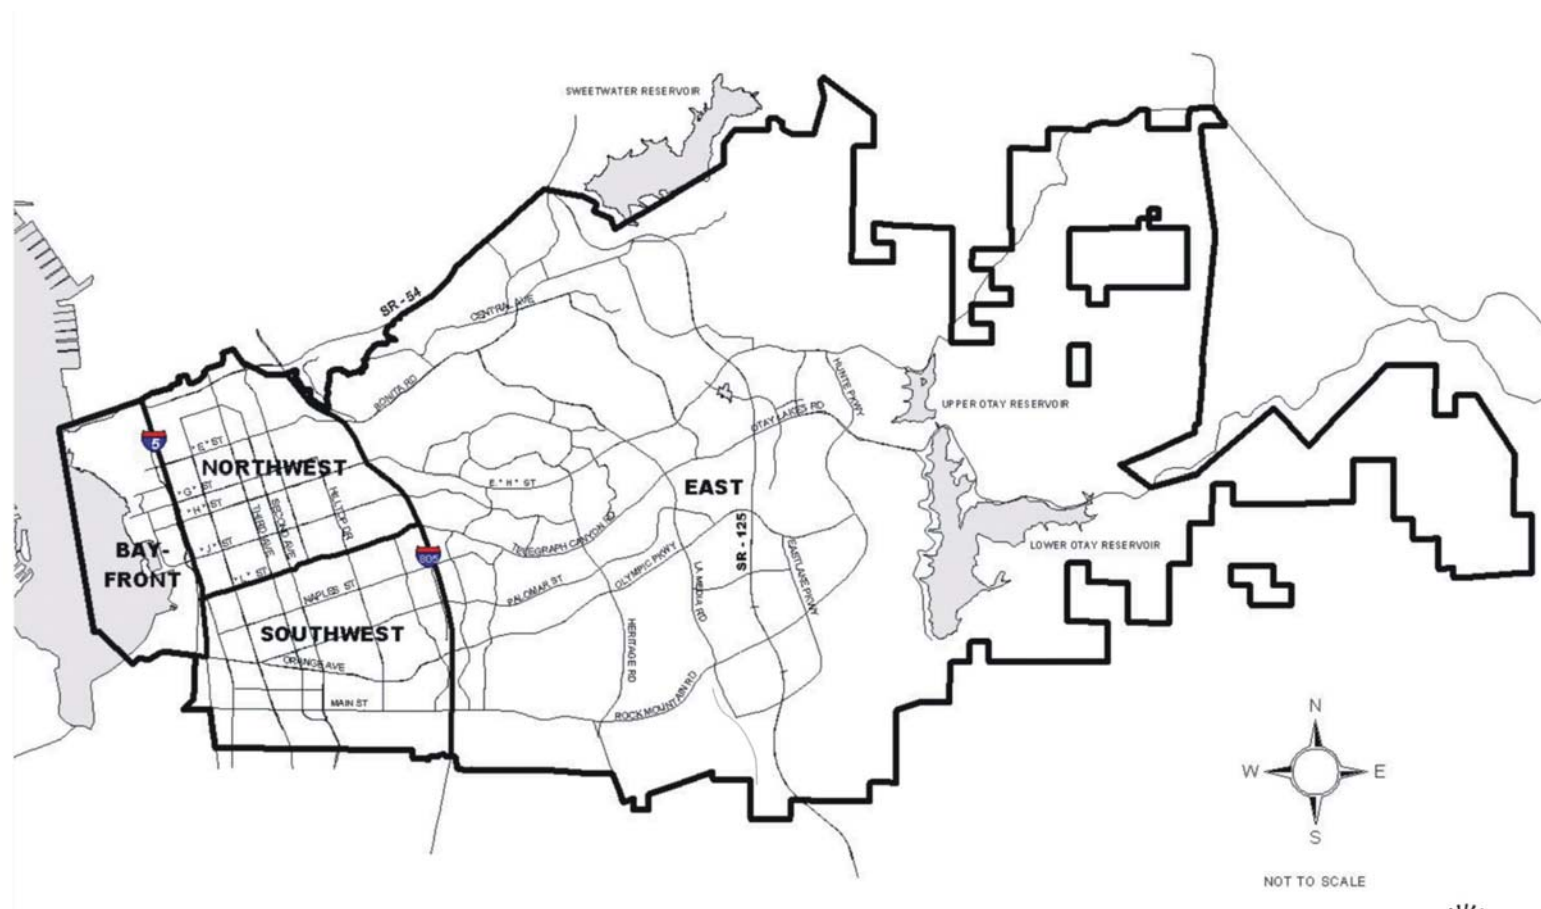 SWEETWATER RESERVOIR
SR - 54
CENTRAL AVE
BONITA RD
HUNTE PKWY
UPPER OTAY RESERVOIR
OTAY LAKES RD
5
"E" ST
NORTHWEST
"G" ST
"H" ST
THIRD AVE
SECOND AVE
HILLTOP DR
E "H" ST
EAST
"J" ST
BAY-
FRONT
"L" ST
805
TELEGRAPH CANYON RD
SR - 125
LOWER OTAY RESERVOIR
NAPLES ST
PALOMAR ST
OLYMPIC PKWY
LA MEDIA RD
EASTLAKE PKWY
SOUTHWEST
ORANGE AVE
HERITAGE RD
MAIN ST
ROCK MOUNTAIN RD
N
W
E
S
NOT TO SCALE